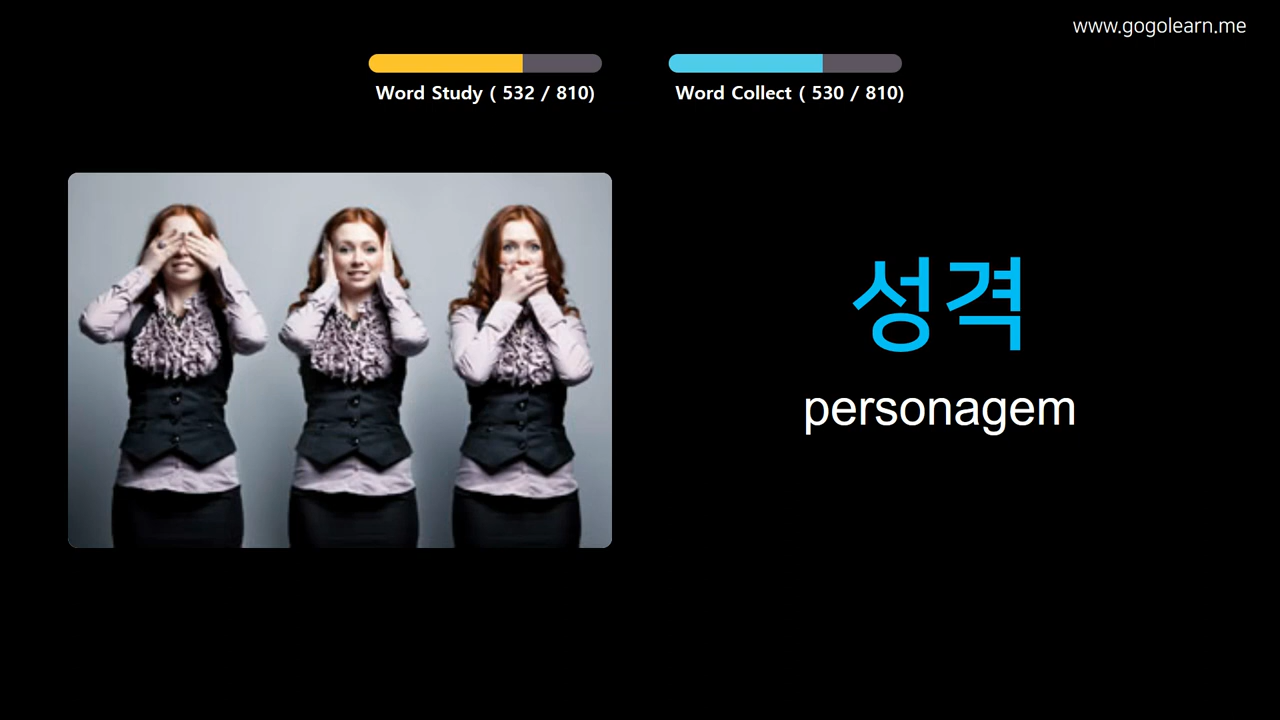 www.gogolearn.me
Word Study ( 532 / 810)
Word Collect ( 530 / 810)
성격
personagem